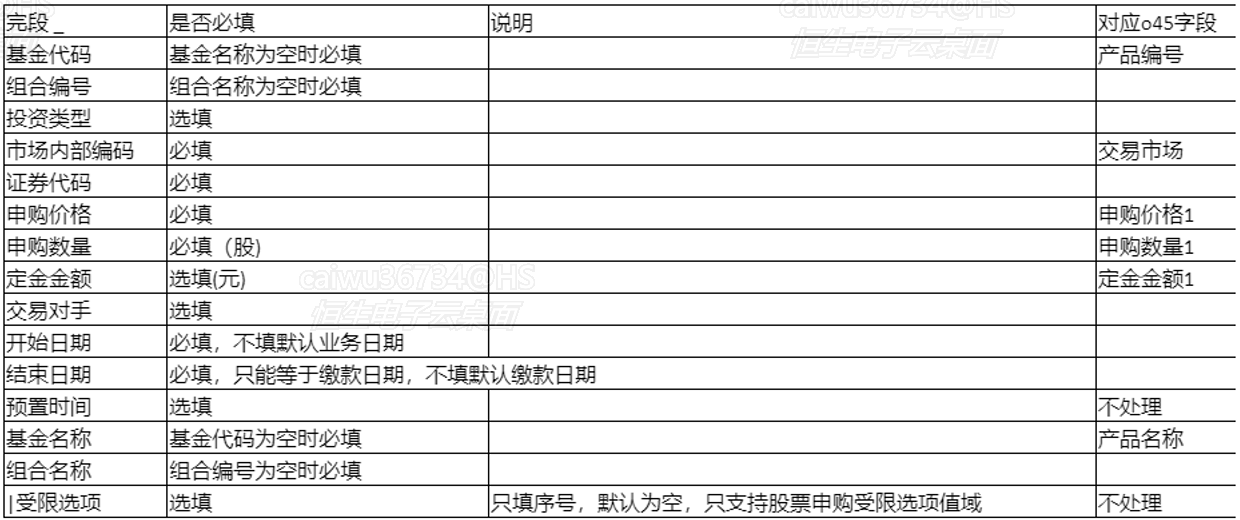 完段 _ 是否必填 说明 对应o45字段
基金代码 基金名称为空时必填 产品编号
组合编号 组合名称为空时必填
投资类型 选填
市场内部编码 必填 交易市场
证券代码 必填
申购价格 必填 申购价格1
申购数量 必填（股) 申购数量1
定金金额 选填(元) 定金金额1
交易对手 选填
开始日期 必填，不填默认业务日期
结束日期 必填，只能等于缴款日期，不填默认缴款日期
预置时间 选填 不处理
基金名称 基金代码为空时必填 产品名称
组合名称 组合编号为空时必填
|受限选项 选填 只填序号，默认为空，只支持股票申购受限选项值域 不处理
caiwu36734@HS
恒生电子云桌面
caiwu36734@HS
恒生电子云桌面